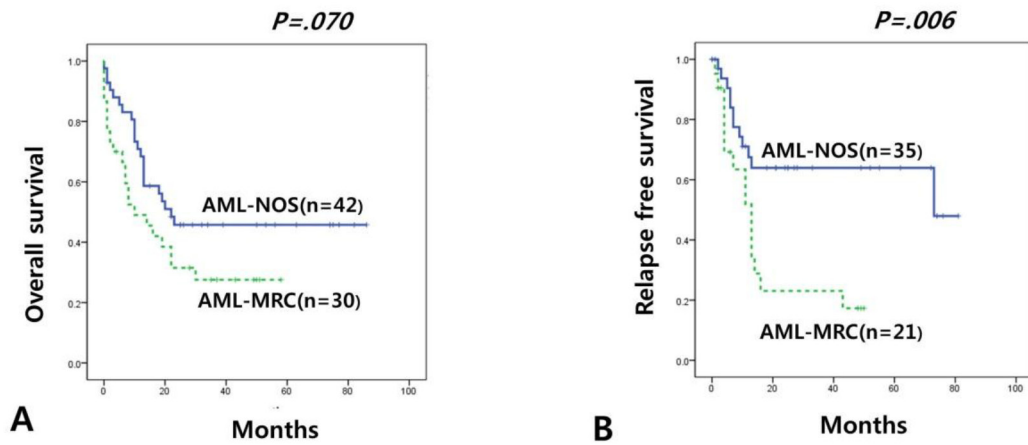 P=.070
Overall survival
1.0
0.8
0.6
0.4
0.2
0.0
AML-NOS(n=42)
AML-MRC(n=30)
0 20 40 60 80 100
A
Months
P=.006
Relapse free survival
1.0
0.8
0.6
0.4
0.2
0.0
AML-NOS(n=35)
AML-MRC(n=21)
0 20 40 60 80 100
B
Months